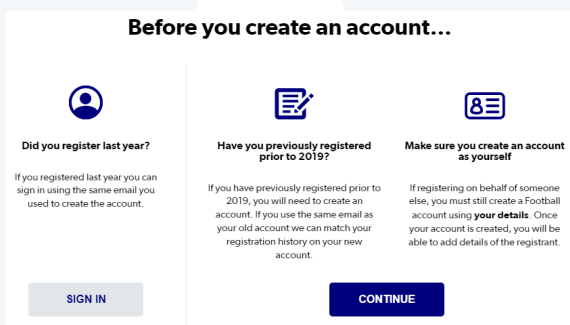 Before you create an account...
Did you register last year?
If you registered last year you can
sign in using the same email you
used to create the account.
SIGN IN
Have you previously registered
prior to 2019?
If you have previously registered prior to
2019, you will need to create an
account. If you use the same email as
your old account we can match your
registration history on your new
account.
Make sure you create an account
as yourself
If registering on behalf of someone
else, you must still create a Football
account using your details. Once
your account is created, you will be
able to add details of the registrant.
CONTINUE